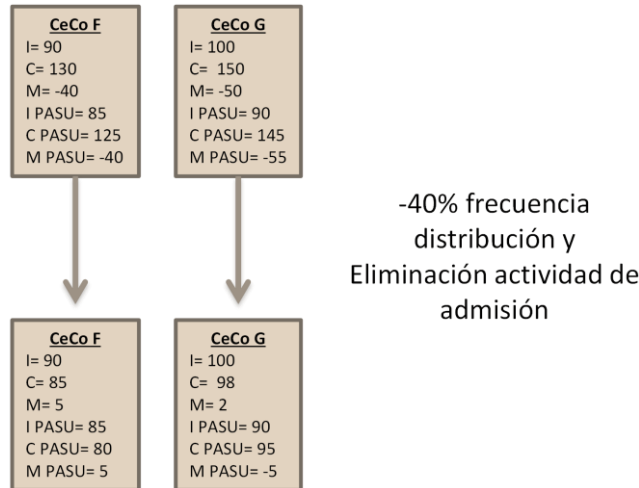 CeCo F
I= 90
C= 130
M= -40
I PASU= 85
C PASU= 125
M PASU= -40
CeCo G
I= 100
C=  150
M= -50
I PASU= 90
C PASU= 145
M PASU= -55
-40% frecuencia
distribución y
Eliminación actividad de
admisión
CeCo F
I= 90
C= 85
M= 5
I PASU= 85
C PASU= 80
M PASU= 5
CeCo G
I= 100
C=  98
M= 2
I PASU= 90
C PASU= 95
M PASU= -5